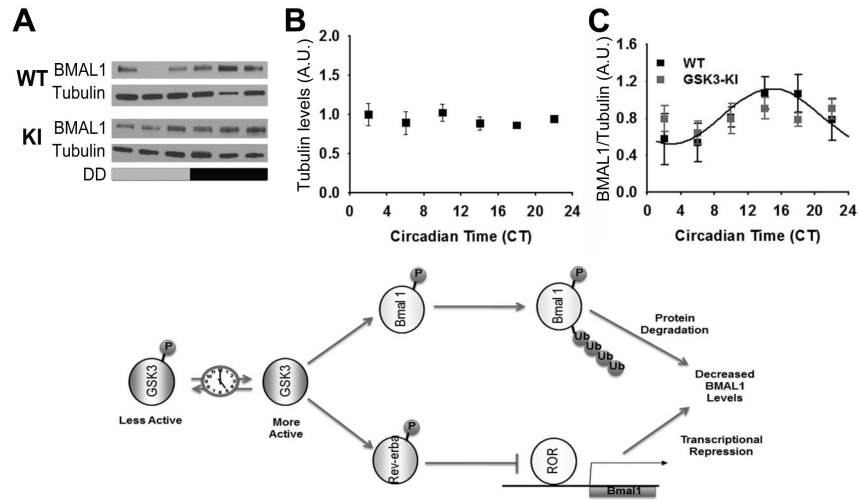 A
WT
BMAL1
Tubulin
KI
BMAL1
Tubulin
DD
B
Tubulin levels (A.U.)
2.0
1.5
1.0
0.5
0.0
0 4 8 12 16 20 24
Circadian Time (CT)
C
BMAL1/Tubulin (A.U.)
1.6
1.2
0.8
0.4
0.0
WT
GSK3-KI
0 4 8 12 16 20 24
Circadian Time (CT)
P
GSK3
Less Active
GSK3
More
Active
P
Bmal 1
P
Bmal 1
Ub
Ub
Ub
Ub
Protein
Degradation
Decreased
BMAL1
Levels
P
Rev-erba
ROR
Bmal1
Transcriptional
Repression